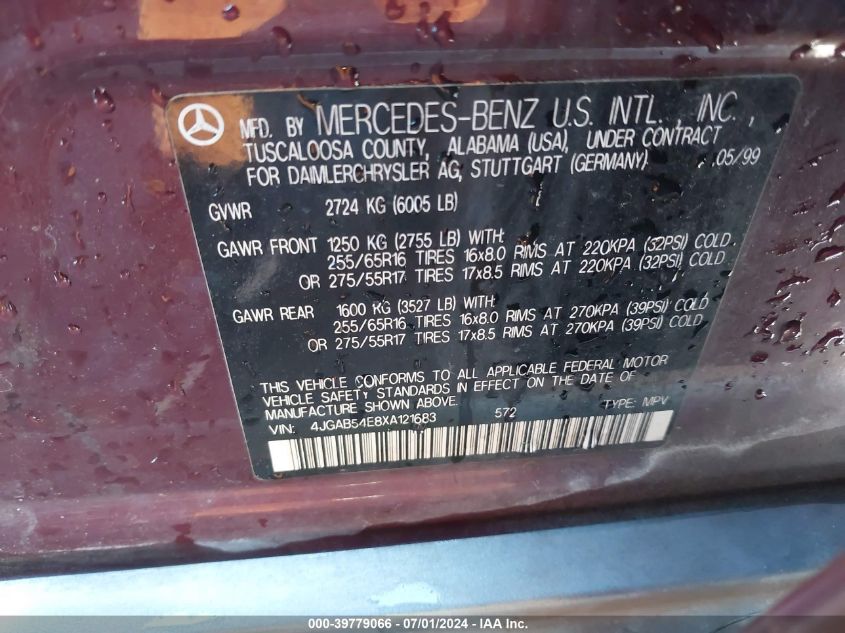 MFD. BY MERCEDES-BENZ U.S. INTL., INC.,
TUSCALOOSA COUNTY, ALABAMA (USA), UNDER CONTRACT
FOR DAIMLERCHRYSLER AG, STUTTGART (GERMANY) 05/99
GVWR 2724 KG (6005 LB)
GAWR FRONT 1250 KG (2755 LB) WITH:
255/65R16 TIRES 16x8.0 RIMS AT 220KPA (32PSI) COLD
OR 275/55R17 TIRES 17x8.5 RIMS AT 220KPA (32PSI) COLD
GAWR REAR 1600 KG (3527 LB) WITH:
255/65R16 TIRES 16x8.0 RIMS AT 270KPA (39PSI) COLD
OR 275/55R17 TIRES 17x8.5 RIMS AT 270KPA (39PSI) COLD
THIS VEHICLE CONFORMS TO ALL APPLICABLE FEDERAL MOTOR
VEHICLE SAFETY STANDARDS IN EFFECT ON THE DATE OF
MANUFACTURE SHOWN ABOVE.
VIN: 4JGAB54E8XA121683 572 TYPE: MPV
000-39779066 - 07/01/2024 - IAAI.com